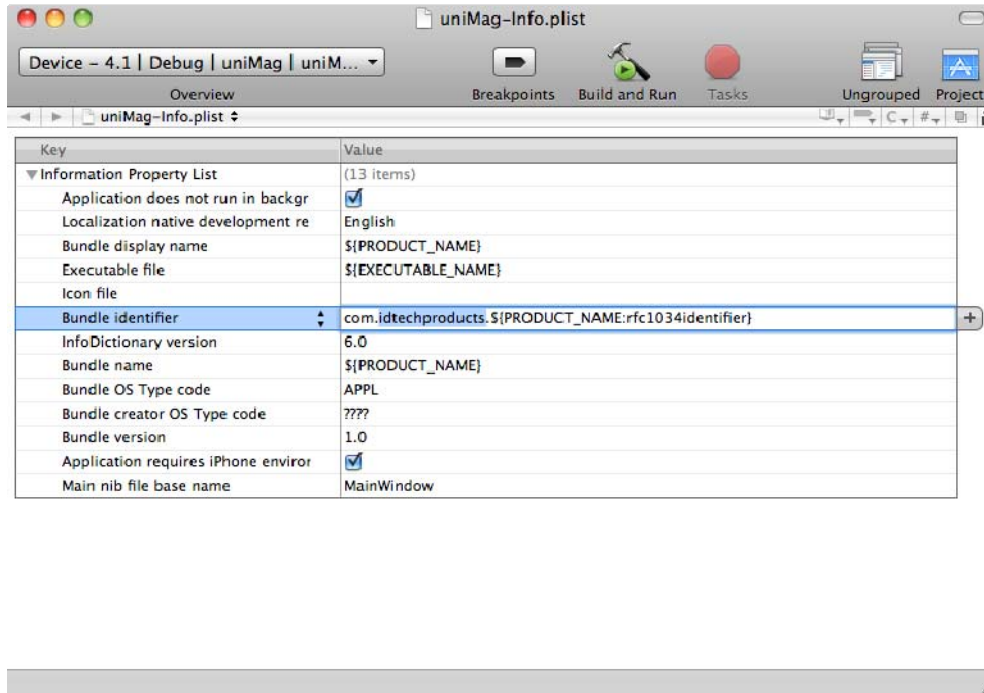 uniMag-Info.plist
Device - 4.1 | Debug | uniMag | uniM...
Overview
Breakpoints
Build and Run
Tasks
Ungrouped
Project
uniMag-Info.plist
C
#
Key Value
Information Property List (13 items)
Application does not run in backgr
Localization native development re English
Bundle display name ${PRODUCT_NAME}
Executable file ${EXECUTABLE_NAME}
Icon file
Bundle identifier com.idtechproducts.${PRODUCT_NAME:rfc1034identifier}
InfoDictionary version 6.0
Bundle name ${PRODUCT_NAME}
Bundle OS Type code APPL
Bundle creator OS Type code ????
Bundle version 1.0
Application requires iPhone enviror
Main nib file base name MainWindow